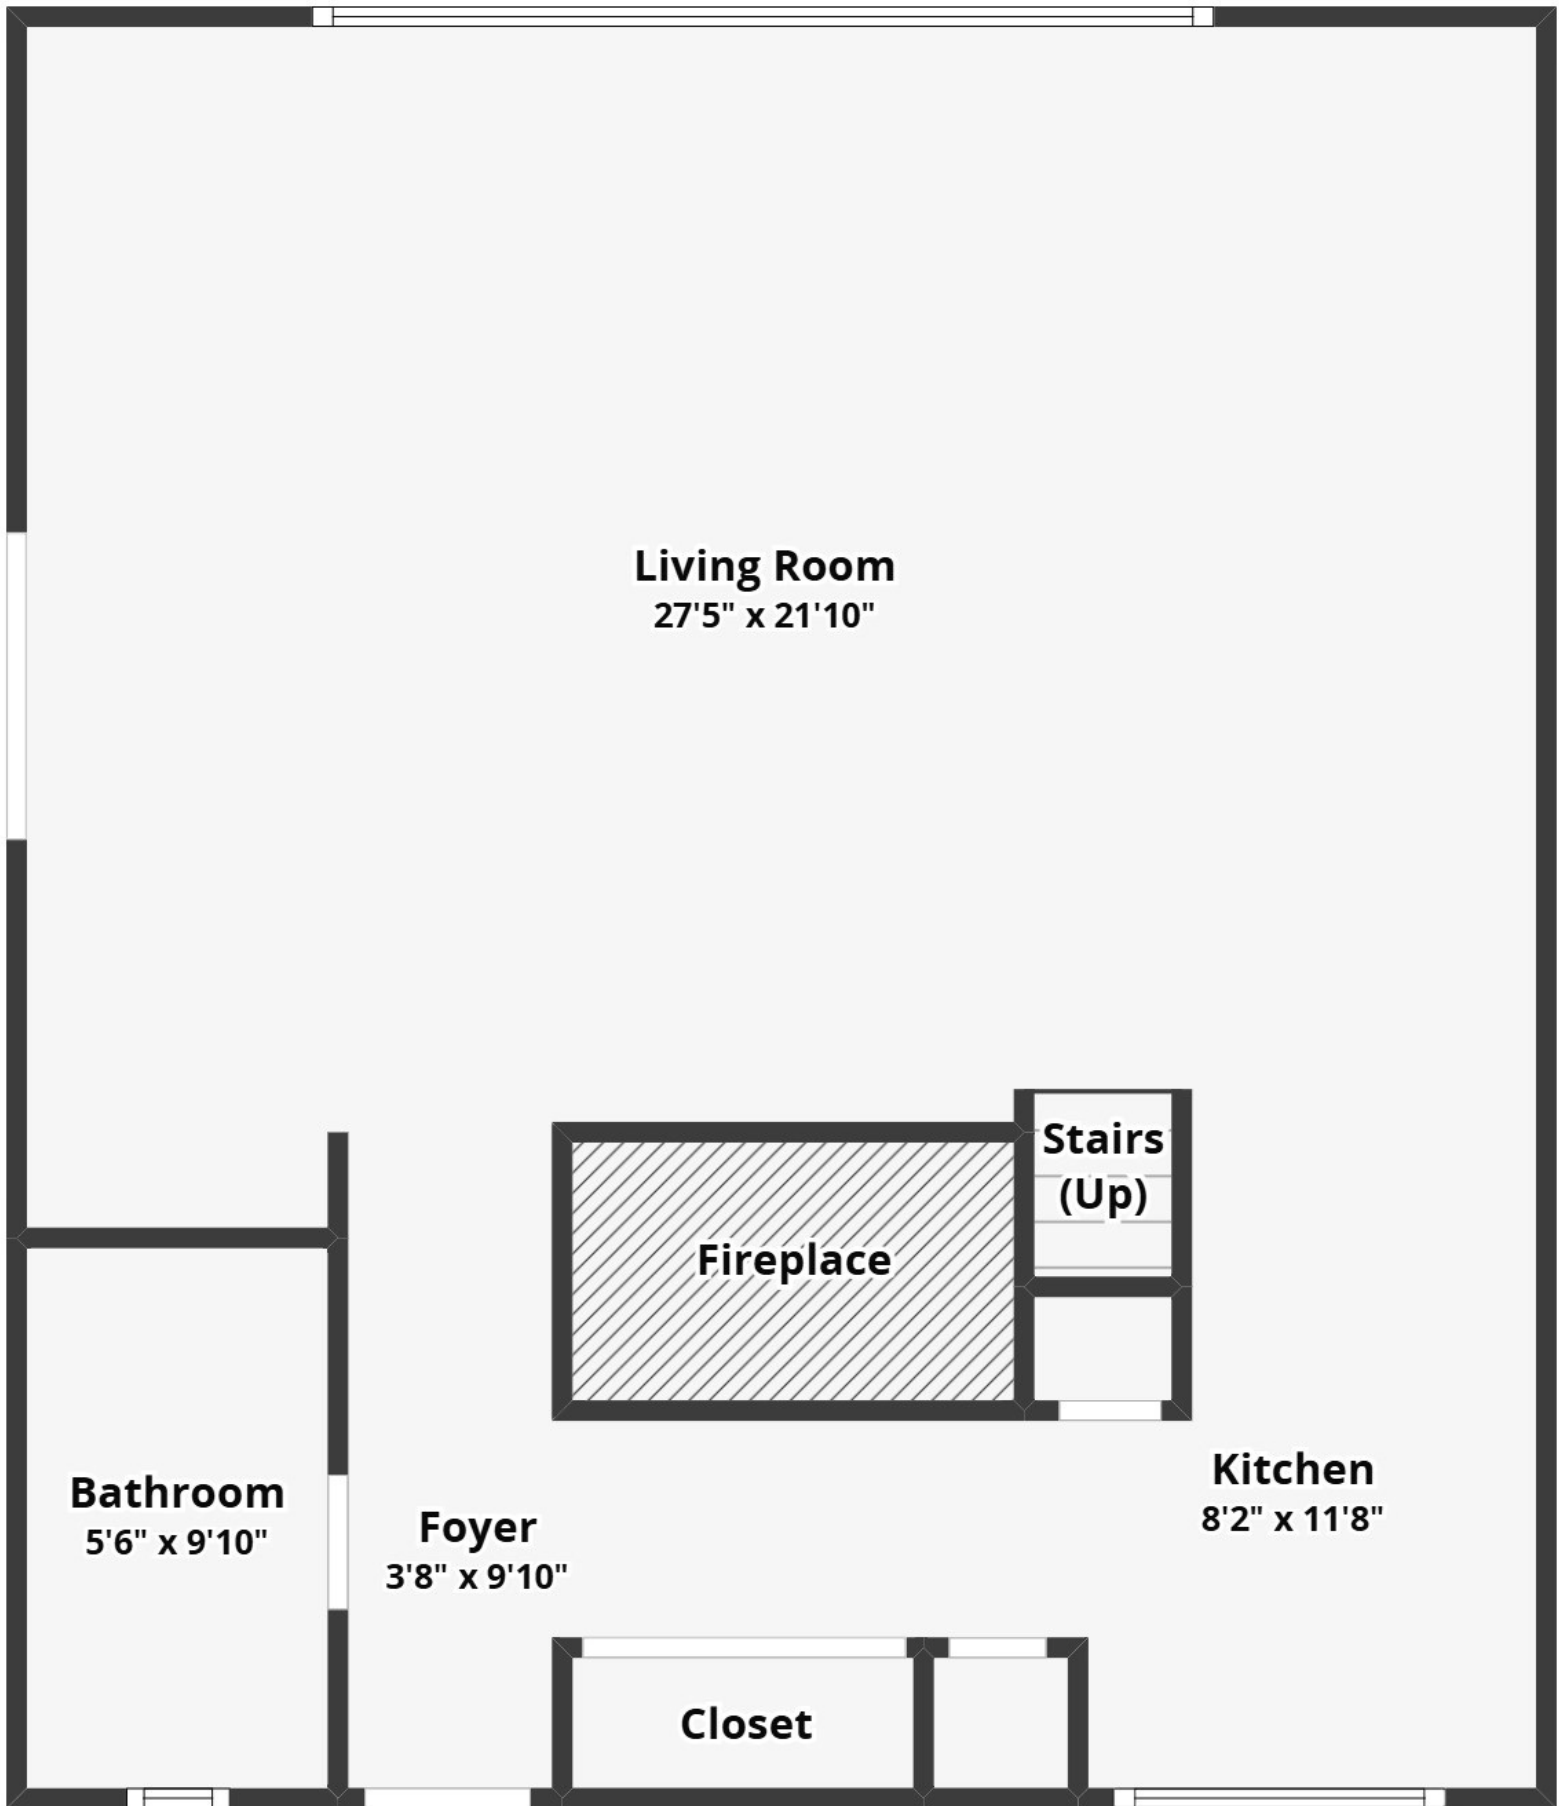 Living Room
27'5" x 21'10"
Stairs
(Up)
Fireplace
Kitchen
8'2" x 11'8"
Bathroom
5'6" x 9'10"
Foyer
3'8" x 9'10"
Closet